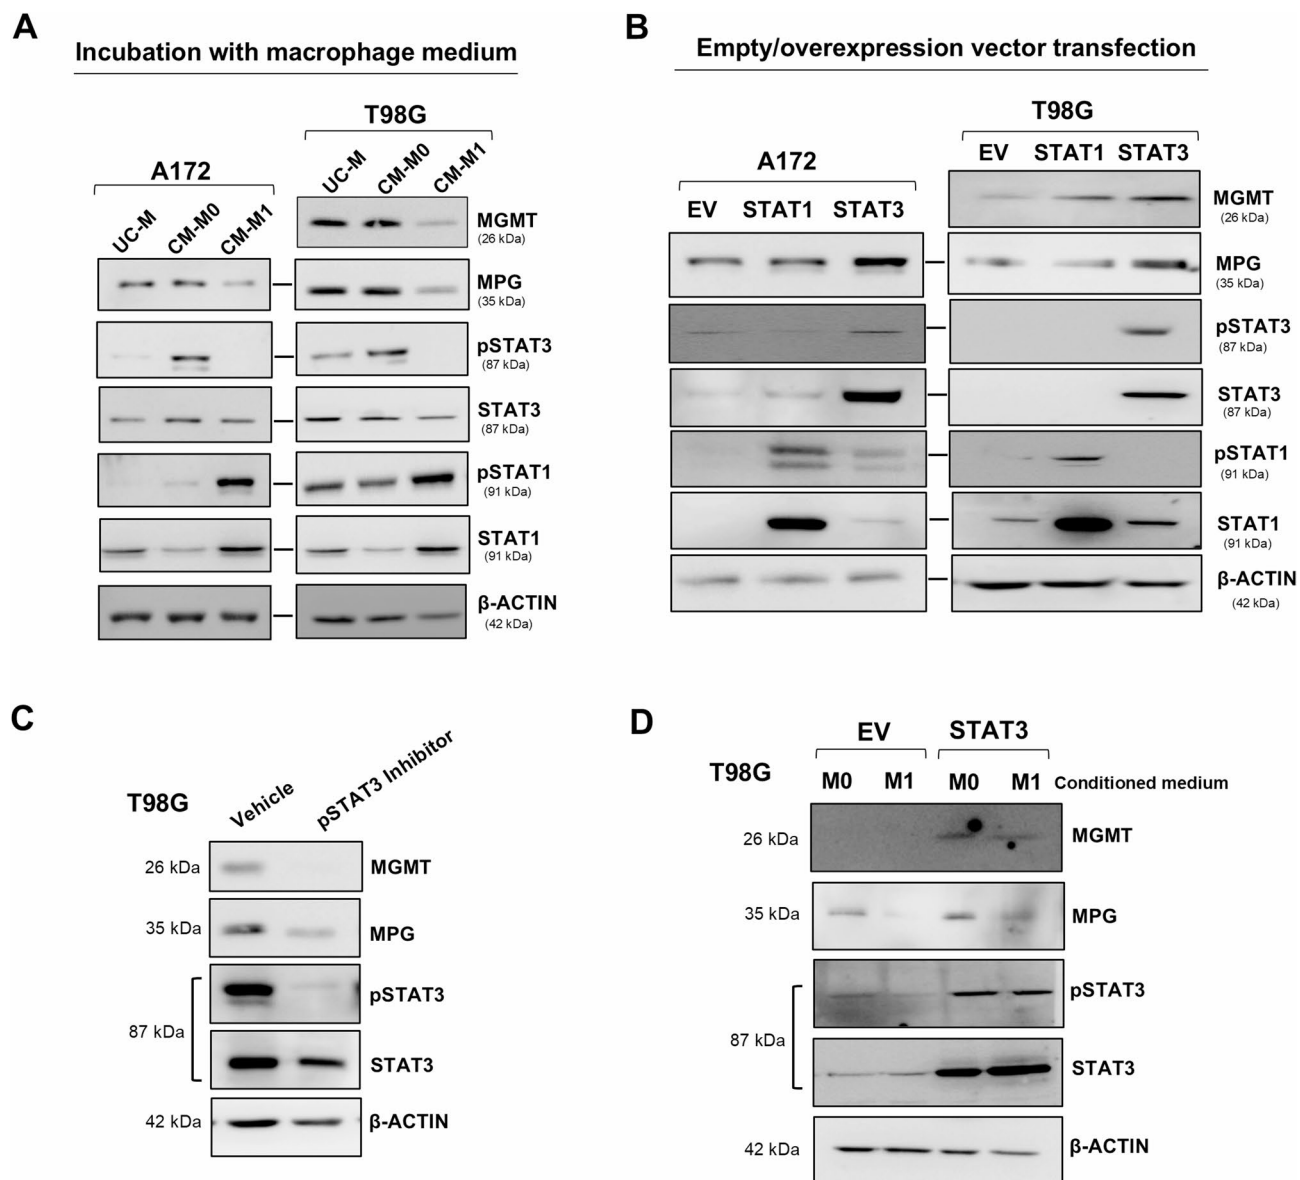 A
Incubation with macrophage medium
T98G
A172
UC-M
CM-M0
CM-M1
UC-M
CM-M0
CM-M1
MGMT
(26 kDa)
MPG
(35 kDa)
pSTAT3
(87 kDa)
STAT3
(87 kDa)
pSTAT1
(91 kDa)
STAT1
(91 kDa)
β-ACTIN
(42 kDa)
B
Empty/overexpression vector transfection
T98G
A172
EV STAT1 STAT3
EV STAT1 STAT3
MGMT
(26 kDa)
MPG
(35 kDa)
pSTAT3
(87 kDa)
STAT3
(87 kDa)
pSTAT1
(91 kDa)
STAT1
(91 kDa)
β-ACTIN
(42 kDa)
C
T98G
Vehicle
pSTAT3 Inhibitor
26 kDa MGMT
35 kDa MPG
pSTAT3
87 kDa
STAT3
42 kDa β-ACTIN
D
EV STAT3
T98G
M0 M1 M0 M1 Conditioned medium
26 kDa MGMT
35 kDa MPG
pSTAT3
87 kDa
STAT3
42 kDa β-ACTIN